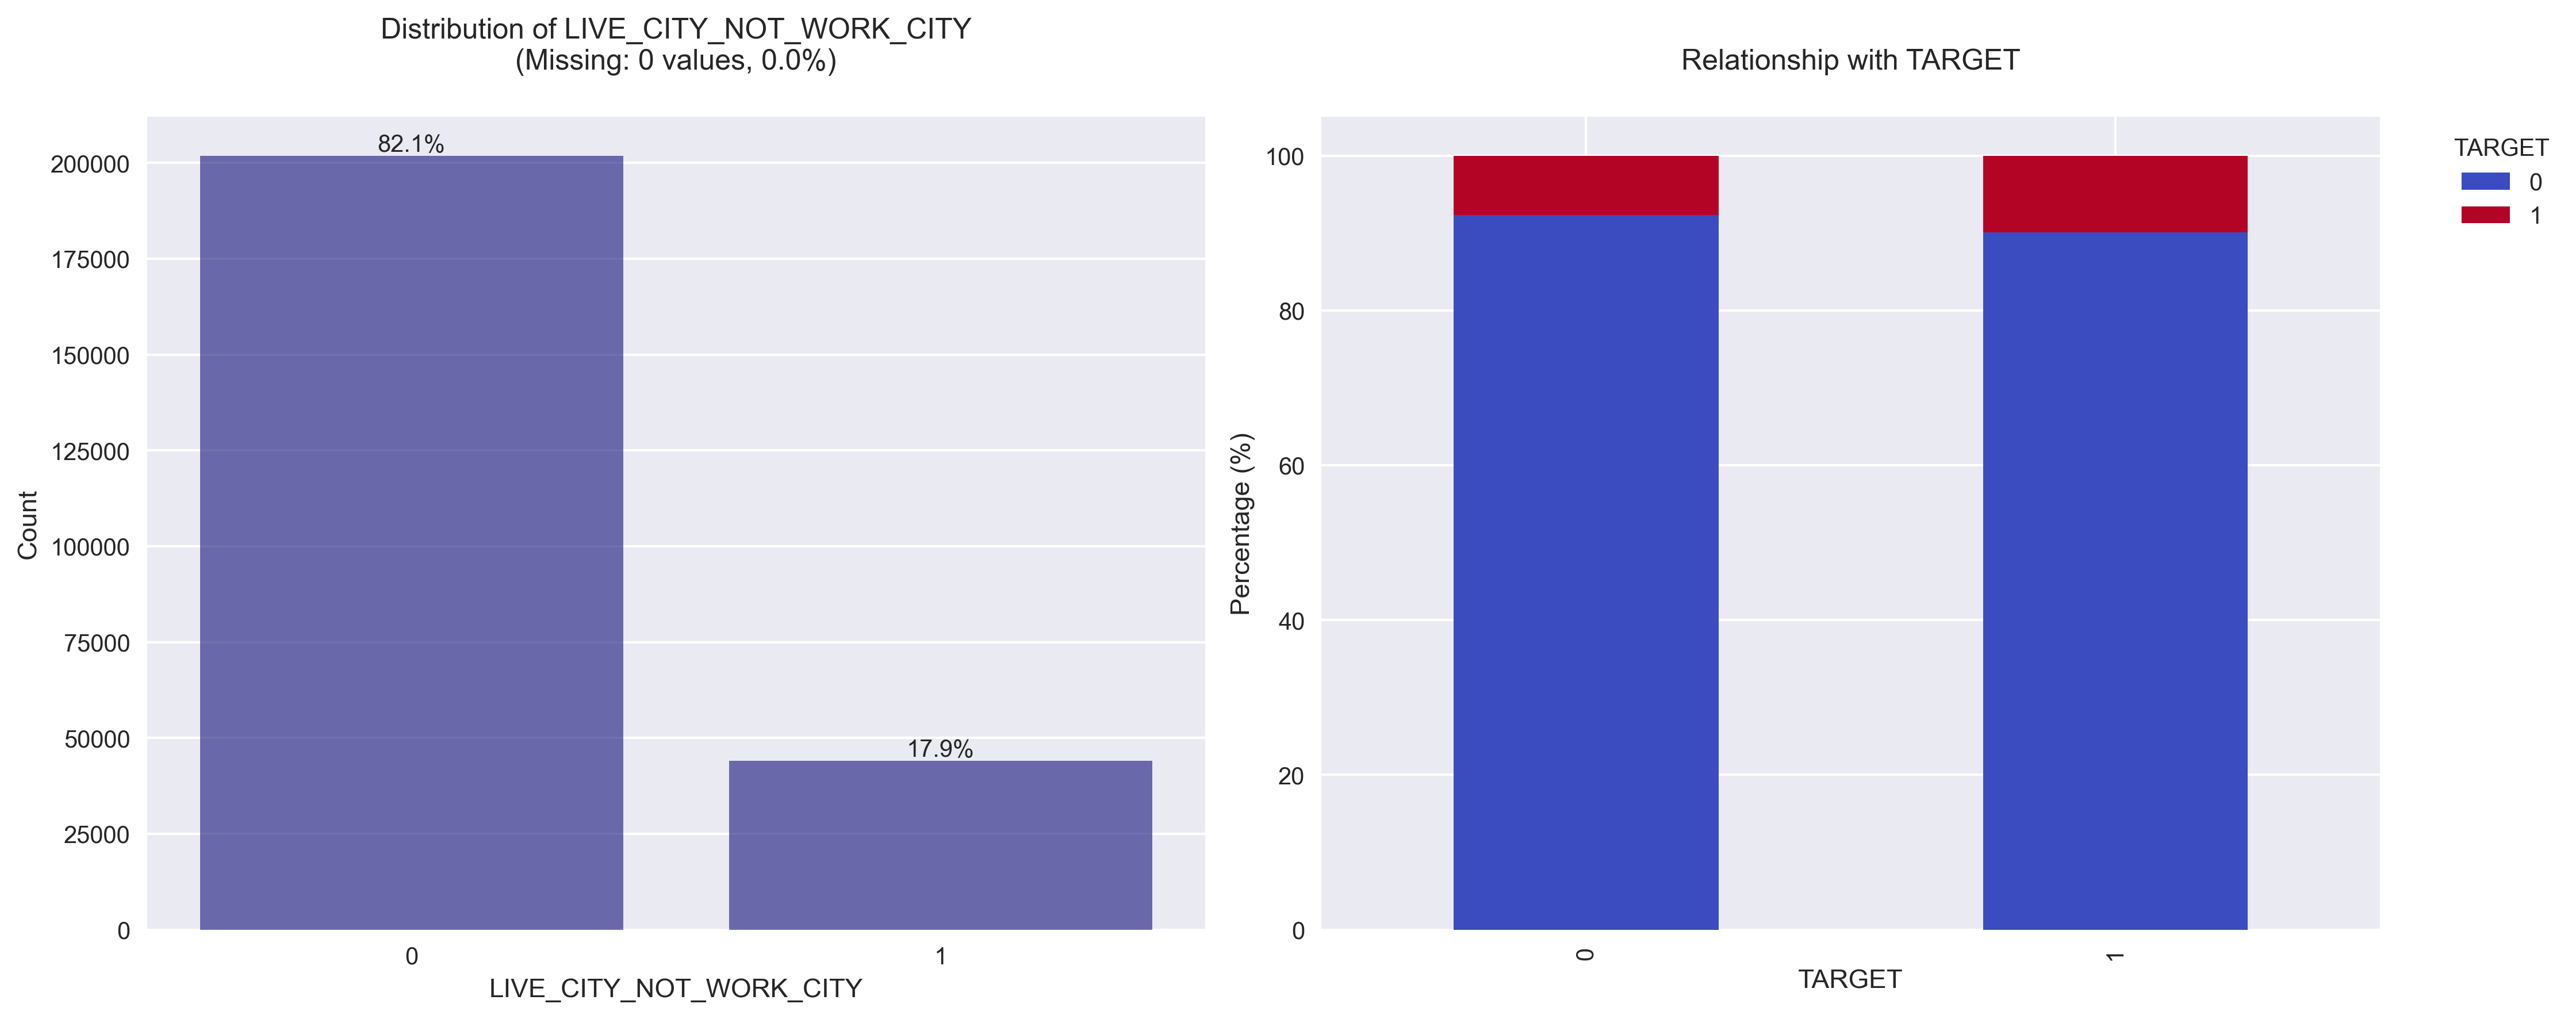 Distribution of LIVE_CITY_NOT_WORK_CITY
(Missing: 0 values, 0.0%)
200000
175000
150000
125000
100000
75000
50000
25000
0
Count
82.1%
17.9%
0
1
LIVE_CITY_NOT_WORK_CITY
Relationship with TARGET
100
80
60
40
20
0
Percentage (%)
0
1
TARGET
TARGET
0
1